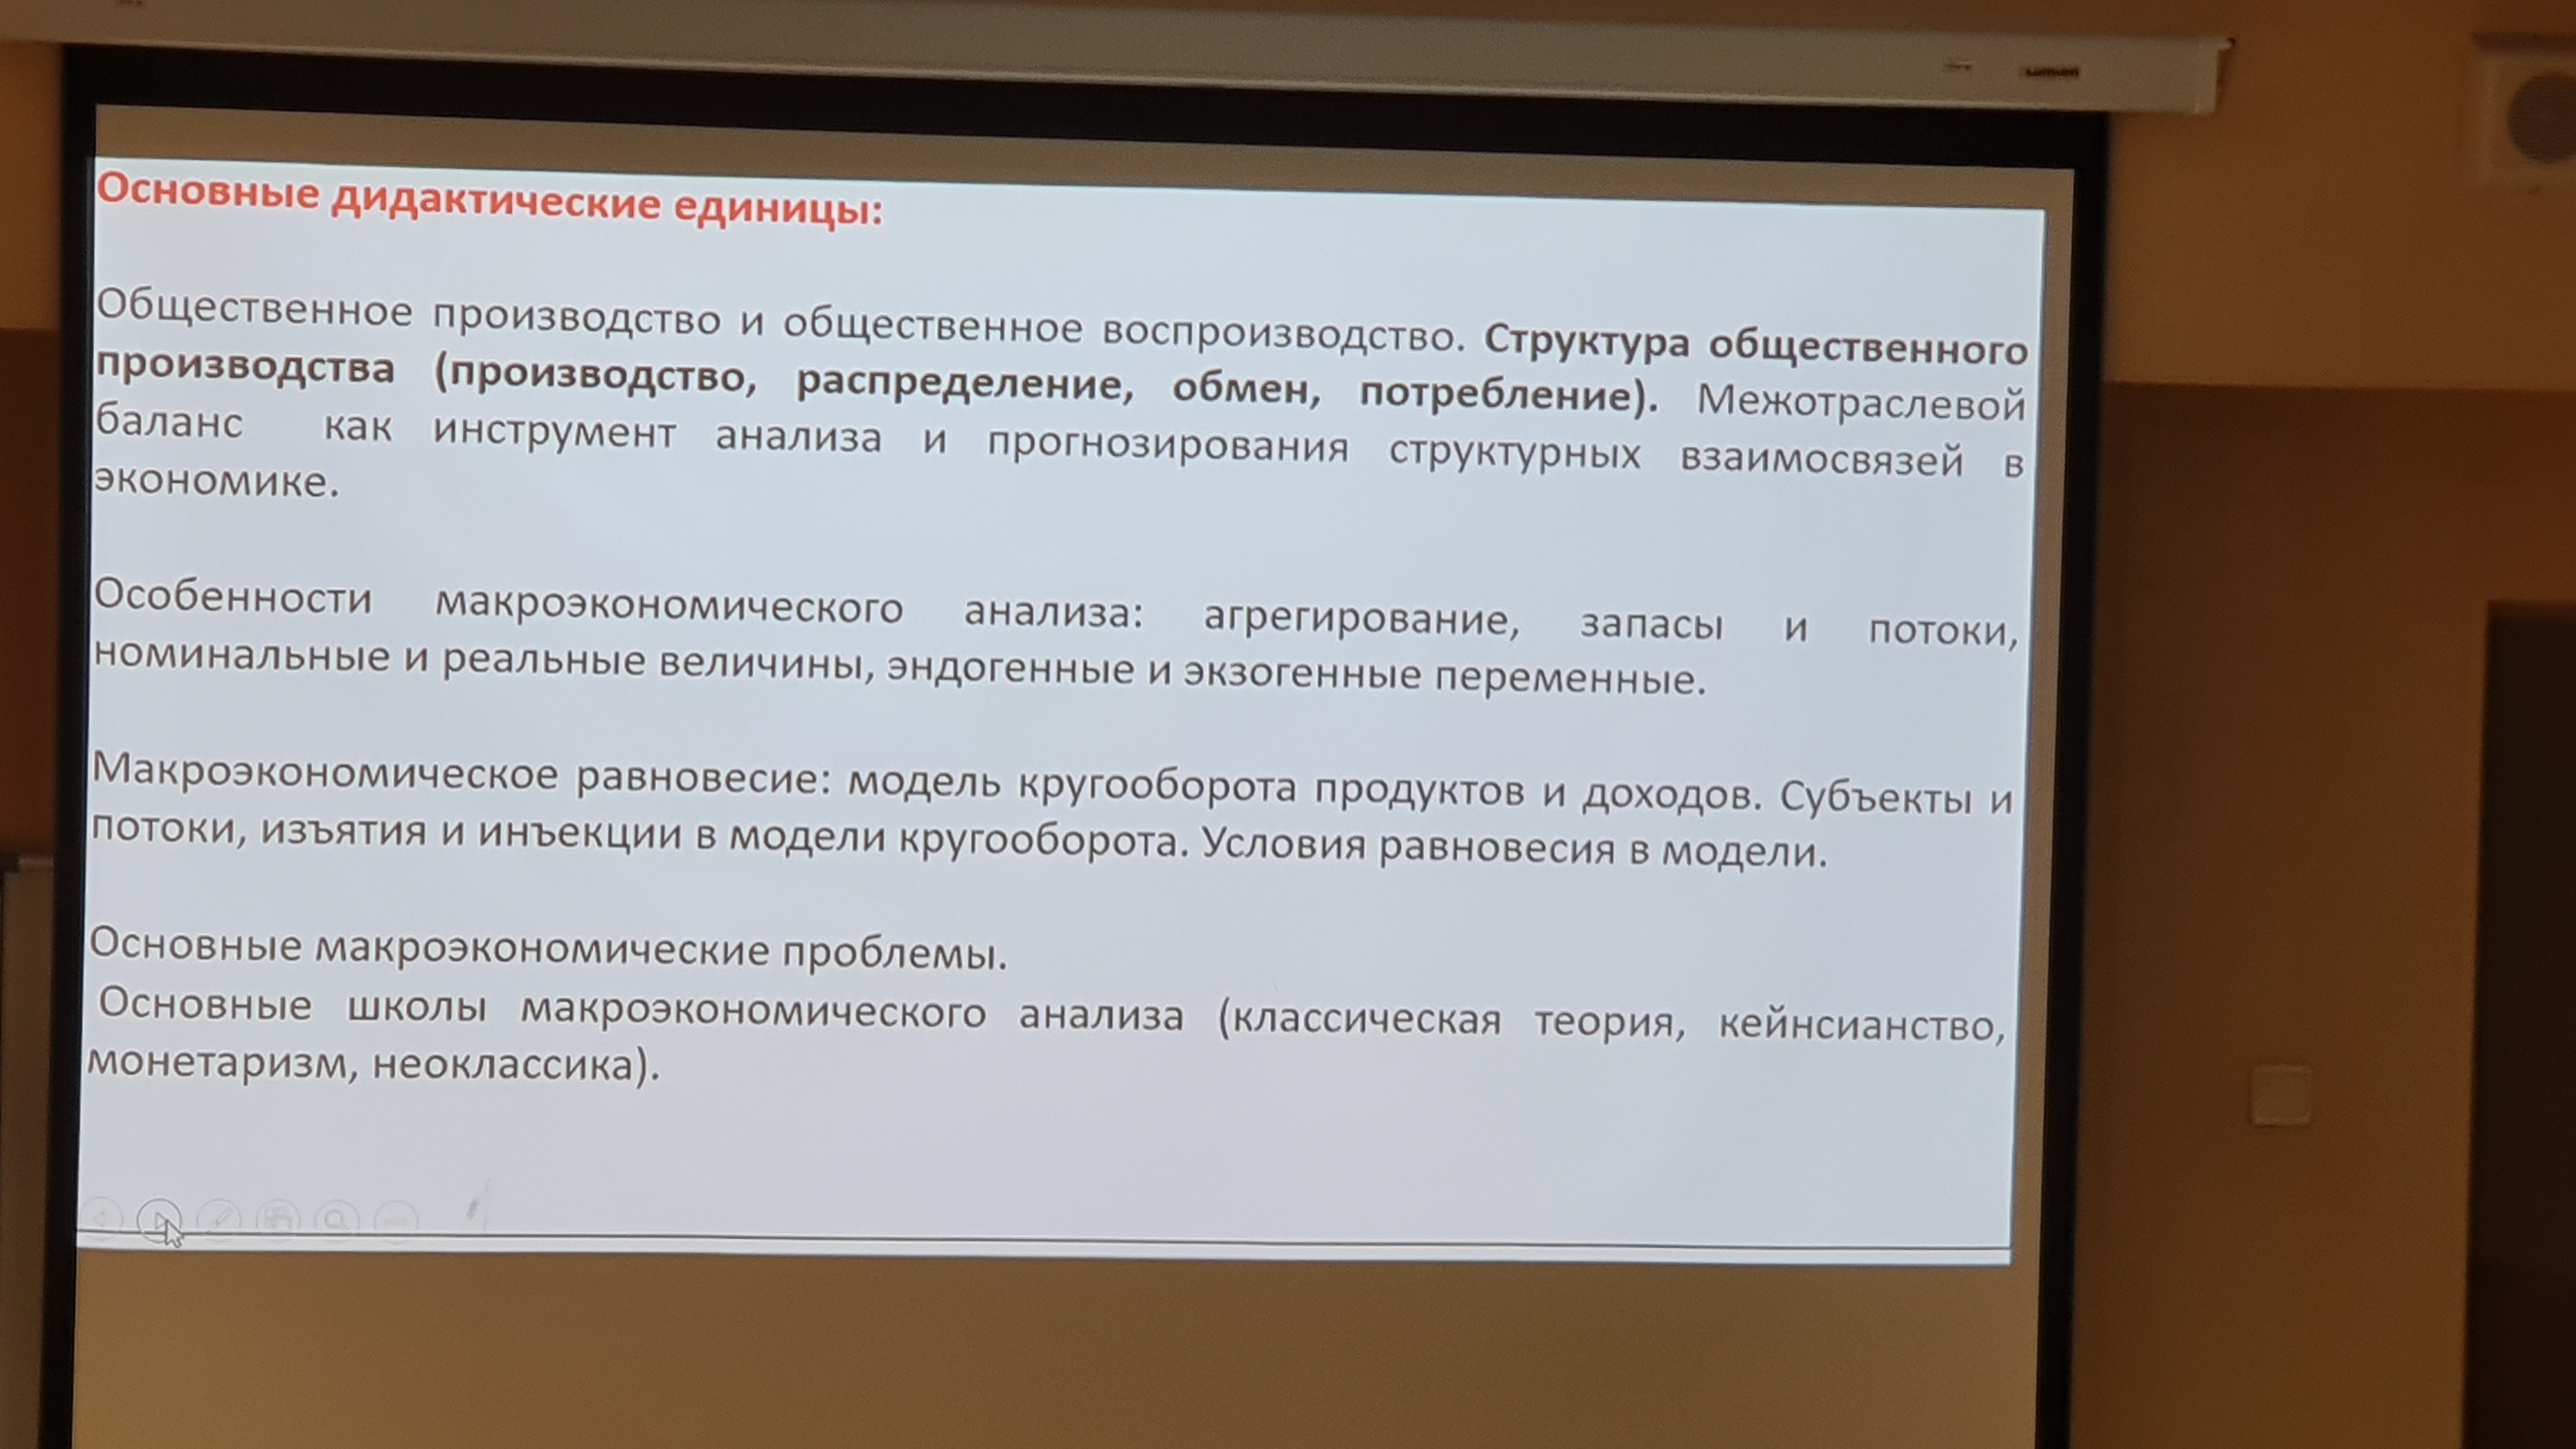 Основные дидактические единицы:
Общественное производство и общественное воспроизводство. Структура общественного
производства (производство, распределение, обмен, потребление). Межотраслевой
баланс как инструмент анализа и прогнозирования структурных взаимосвязей в
экономике.
Особенности макроэкономического анализа: агрегирование, запасы и потоки,
номинальные и реальные величины, эндогенные и экзогенные переменные.
Макроэкономическое равновесие: модель кругооборота продуктов и доходов. Субъекты и
потоки, изъятия и инъекции в модели кругооборота. Условия равновесия в модели.
Основные макроэкономические проблемы.
Основные школы макроэкономического анализа (классическая теория, кейнсианство,
монетаризм, неоклассика).